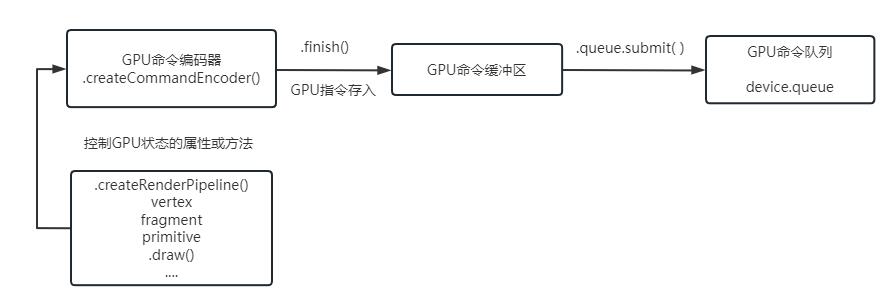 GPU命令编码器
.createCommandEncoder()
.finish()
GPU指令存入
GPU命令缓冲区
.queue.submit( )
GPU命令队列
device.queue
控制GPU状态的属性或方法
.createRenderPipeline()
vertex
fragment
primitive
.draw()
....